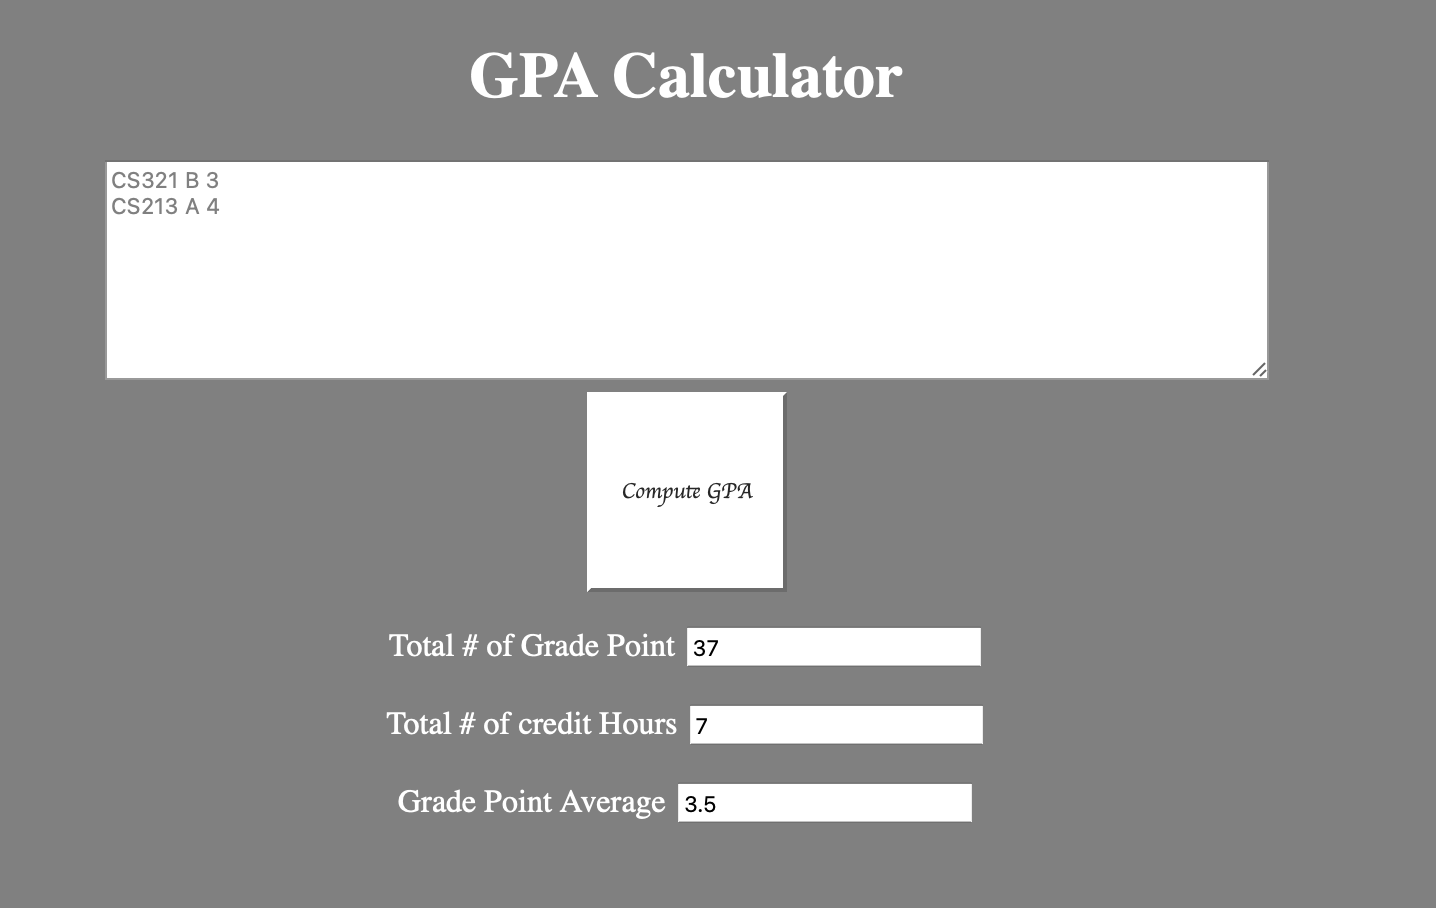 GPA Calculator
CS321 B 3
CS213 A 4
Compute GPA
Total # of Grade Point 37
Total # of credit Hours 7
Grade Point Average 3.5